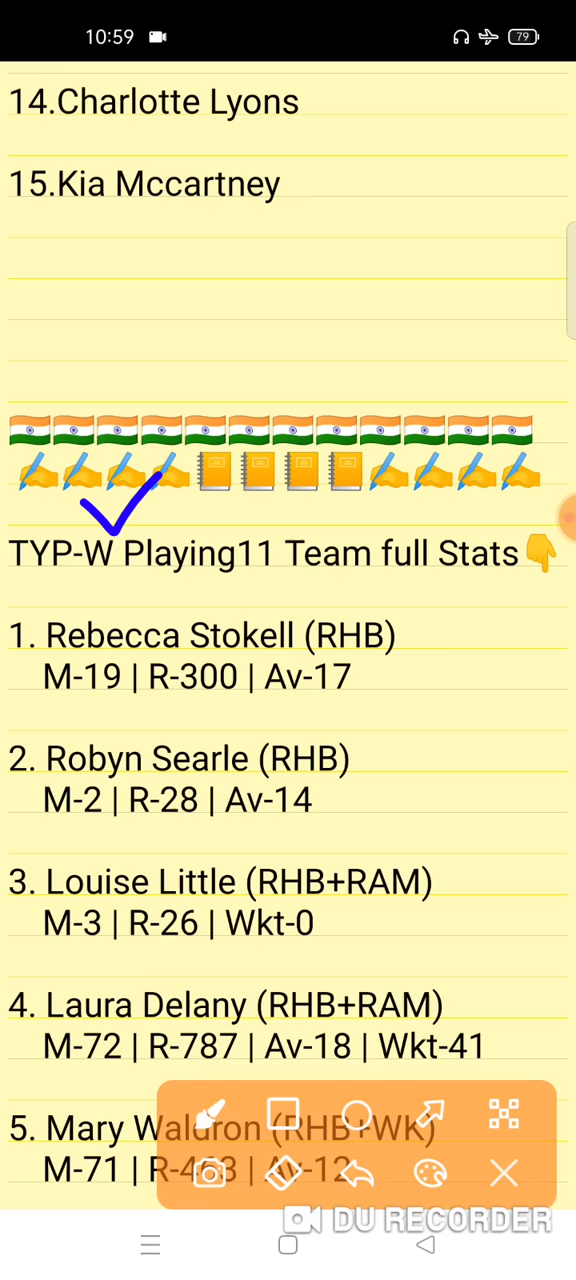 10:59
79
14.Charlotte Lyons
15.Kia Mccartney
TYP-W Playing11 Team full Stats👇
1. Rebecca Stokell (RHB)
M-19 | R-300 | Av-17
2. Robyn Searle (RHB)
M-2 | R-28 | Av-14
3. Louise Little (RHB+RAM)
M-3 | R-26 | Wkt-0
4. Laura Delany (RHB+RAM)
M-72 | R-787 | Av-18 | Wkt-41
5. Mary Waldron (RHB+WK)
M-71 | R-463 | Av-12
DU RECORDER